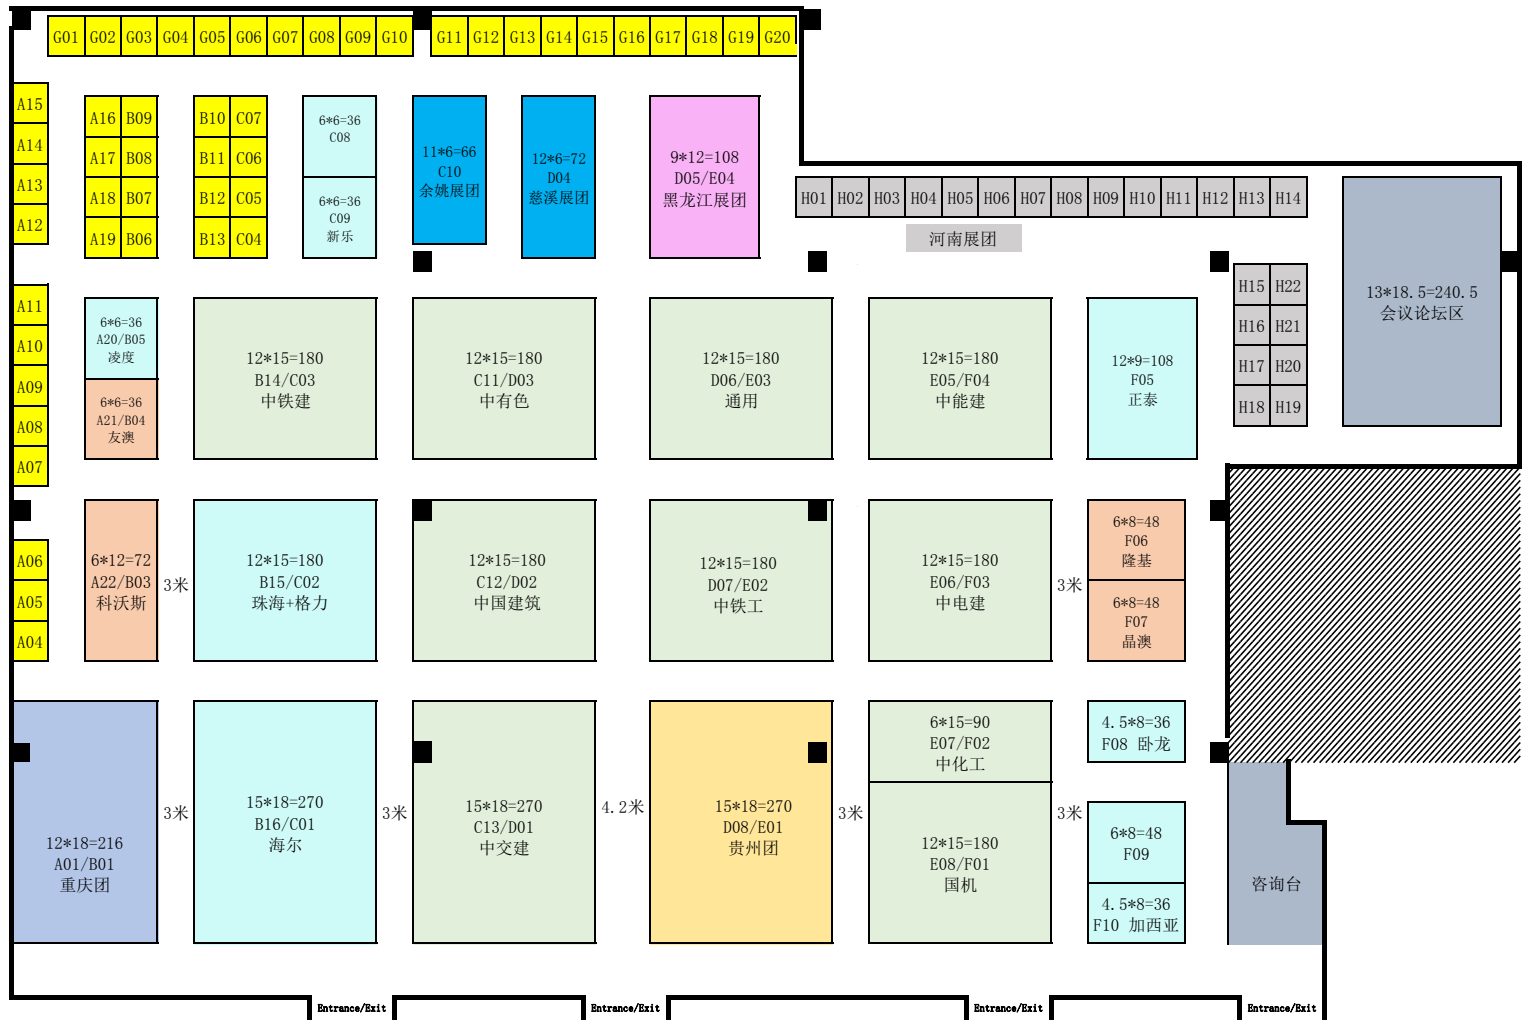 G01 G02 G03 G04 G05 G06 G07 G08 G09 G10 G11 G12 G13 G14 G15 G16 G17 G18 G19 G20
A15
A14
A13
A12
A16 B09
A17 B08
A18 B07
A19 B06
B10 C07
B11 C06
B12 C05
B13 C04
6*6=36
C08
6*6=36
C09
新乐
11*6=66
C10
余姚展团
12*6=72
D04
慈溪展团
9*12=108
D05/E04
黑龙江展团
H01 H02 H03 H04 H05 H06 H07 H08 H09 H10 H11 H12 H13 H14
河南展团
H15 H22
H16 H21
H17 H20
H18 H19
13*18.5=240.5
会议论坛区
A11
A10
A09
A08
A07
6*6=36
A20/B05
凌度
6*6=36
A21/B04
友澳
12*15=180
B14/C03
中铁建
12*15=180
C11/D03
中有色
12*15=180
D06/E03
通用
12*15=180
E05/F04
中能建
12*9=108
F05
正泰
A06
A05
A04
6*12=72
A22/B03
科沃斯
3米
12*15=180
B15/C02
珠海+格力
12*15=180
C12/D02
中国建筑
12*15=180
D07/E02
中铁工
12*15=180
E06/F03
中电建
3米
6*8=48
F06
隆基
6*8=48
F07
晶澳
12*18=216
A01/B01
重庆团
3米
15*18=270
B16/C01
海尔
3米
15*18=270
C13/D01
中交建
4.2米
15*18=270
D08/E01
贵州团
3米
6*15=90
E07/F02
中化工
12*15=180
E08/F01
国机
3米
4.5*8=36
F08 卧龙
6*8=48
F09
4.5*8=36
F10 加西亚
咨询台
Entrance/Exit Entrance/Exit Entrance/Exit Entrance/Exit